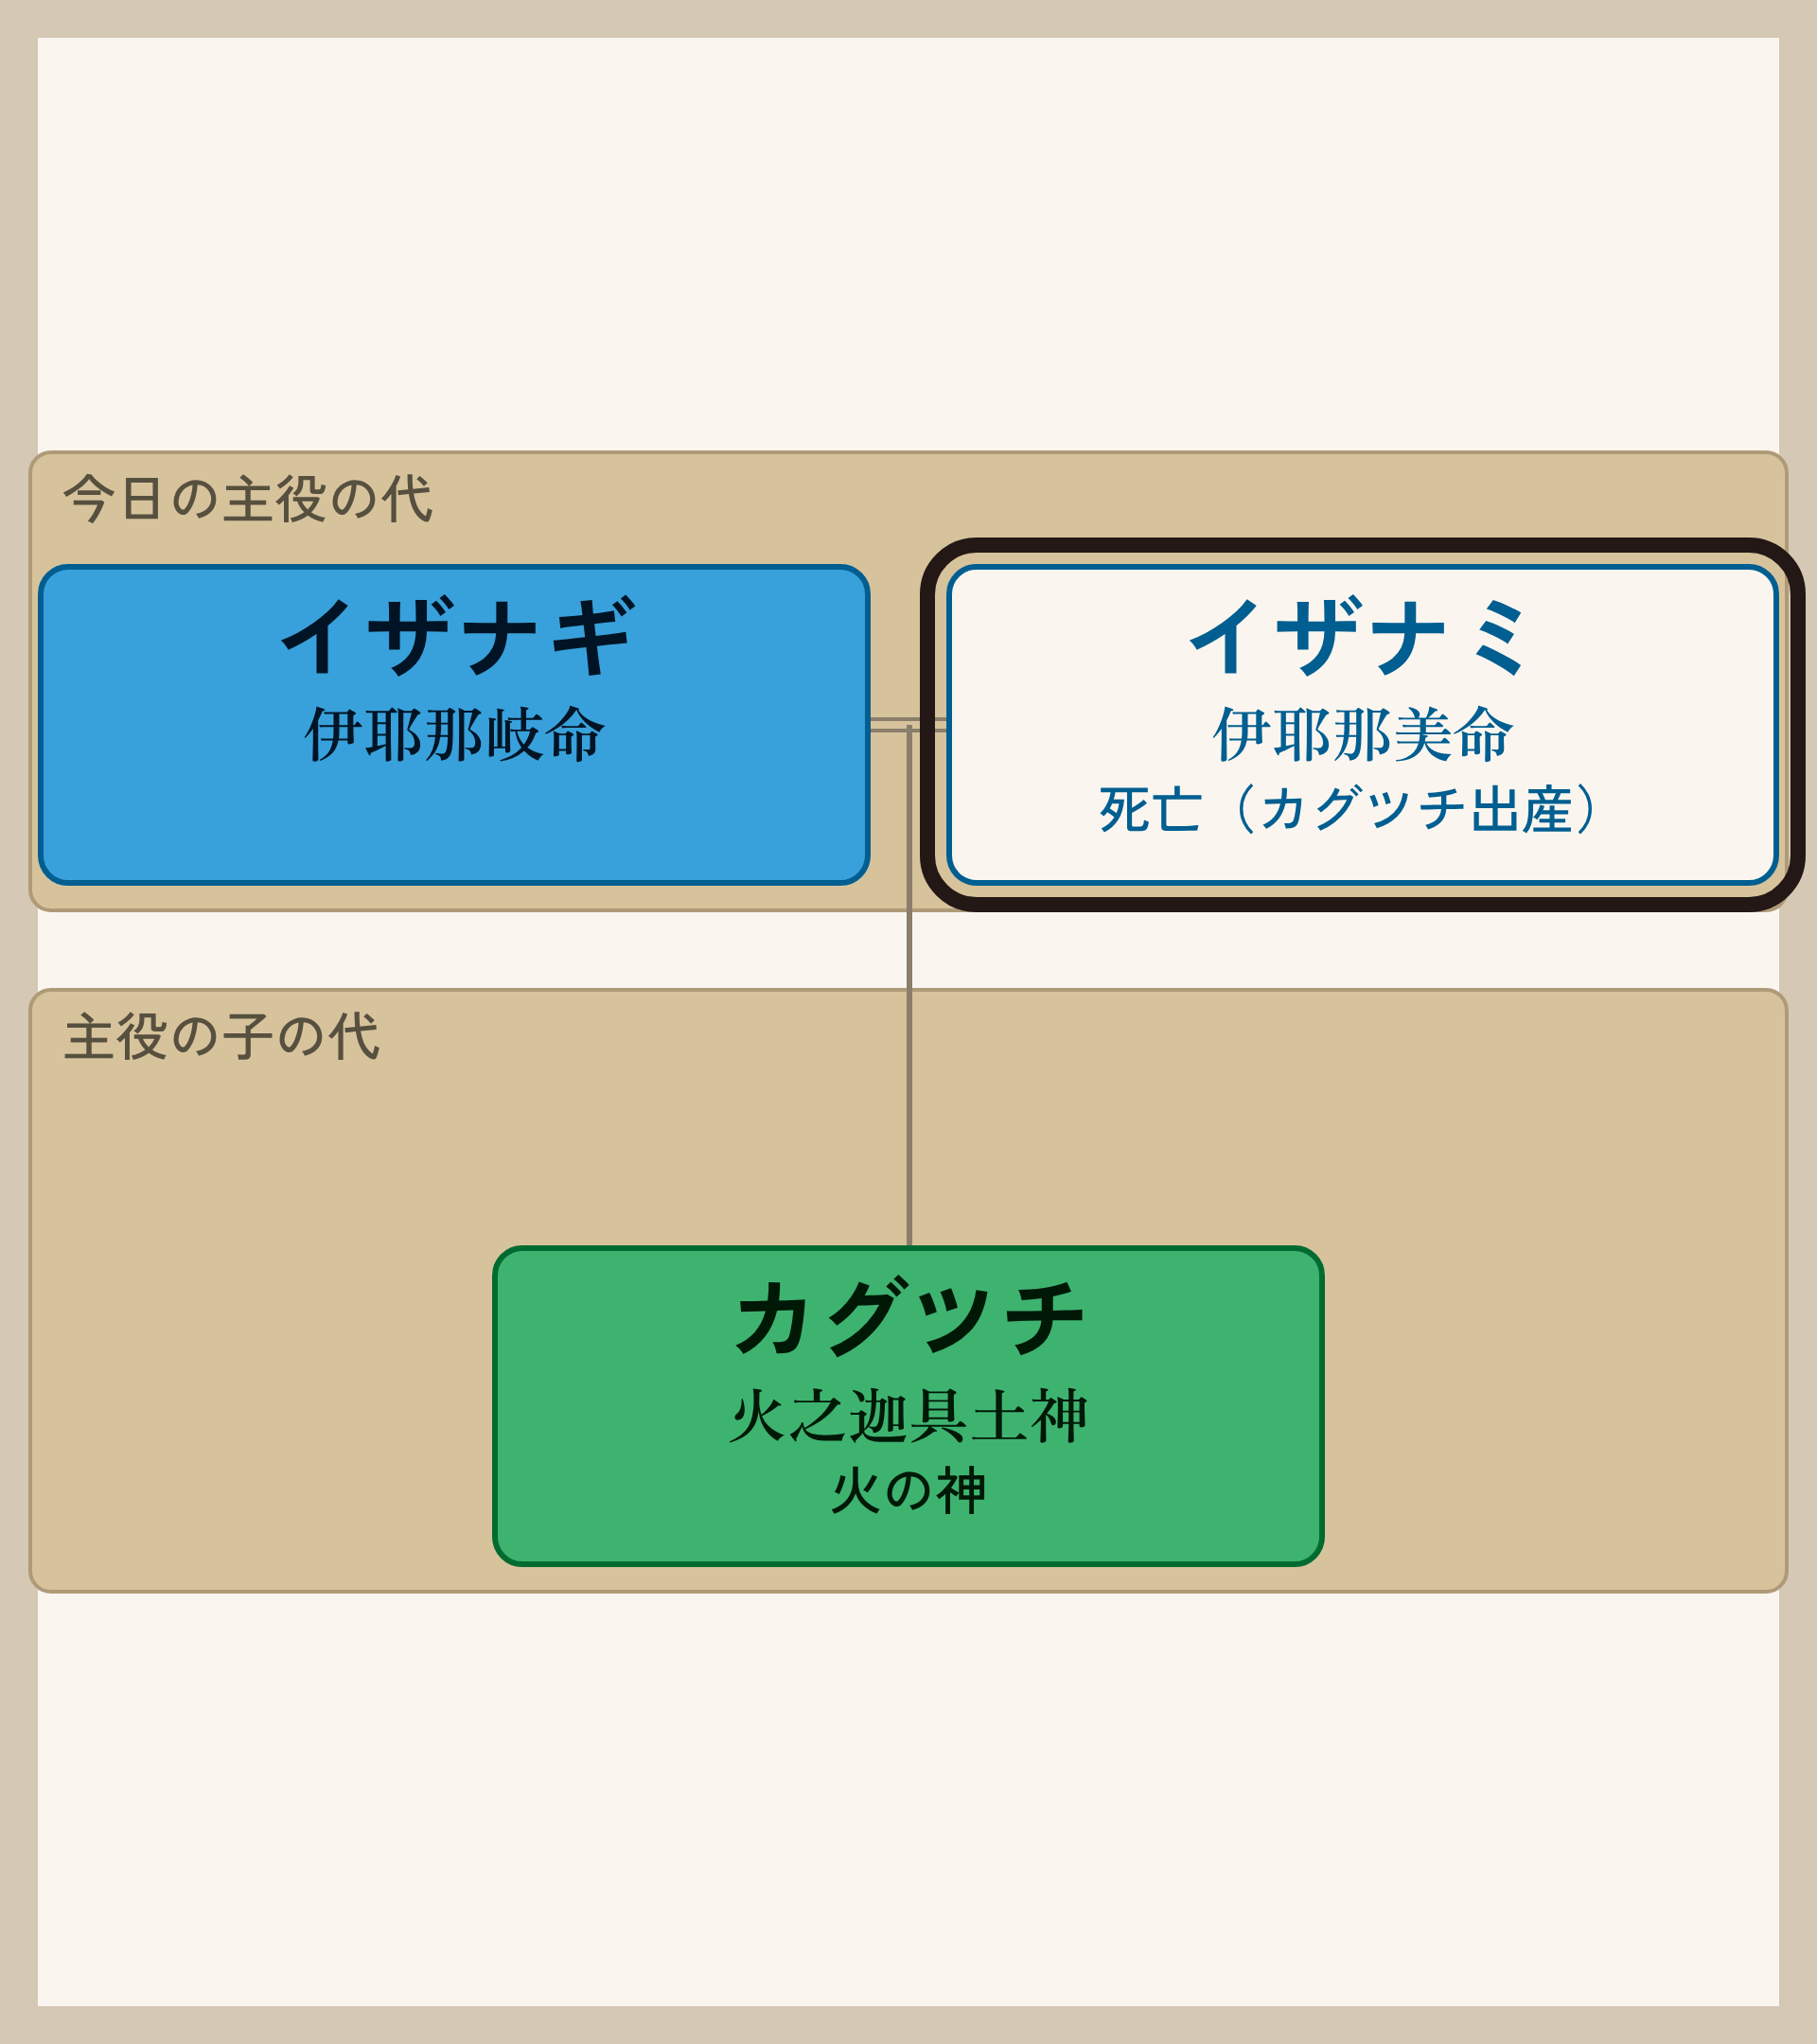 今日の主役の代
イザナギ
伊耶那岐命
イザナミ
伊耶那美命
死亡（カグツチ出産）
主役の子の代
カグツチ
火之迦具土神
火の神